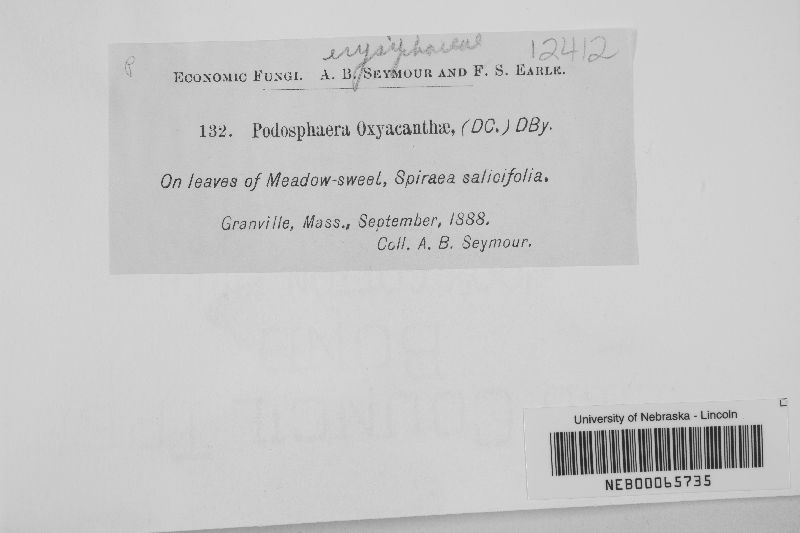 P
erysiphaceae 12412
ECONOMIC FUNGI. A. B. SEYMOUR AND F. S. EARLE.
132. Podosphaera Oxyacanthæ, (DC.) DBy.
On leaves of Meadow-sweet, Spiraea salicifolia.
Granville, Mass., September, 1888.
Coll. A. B. Seymour.
University of Nebraska - Lincoln
NEB00065735